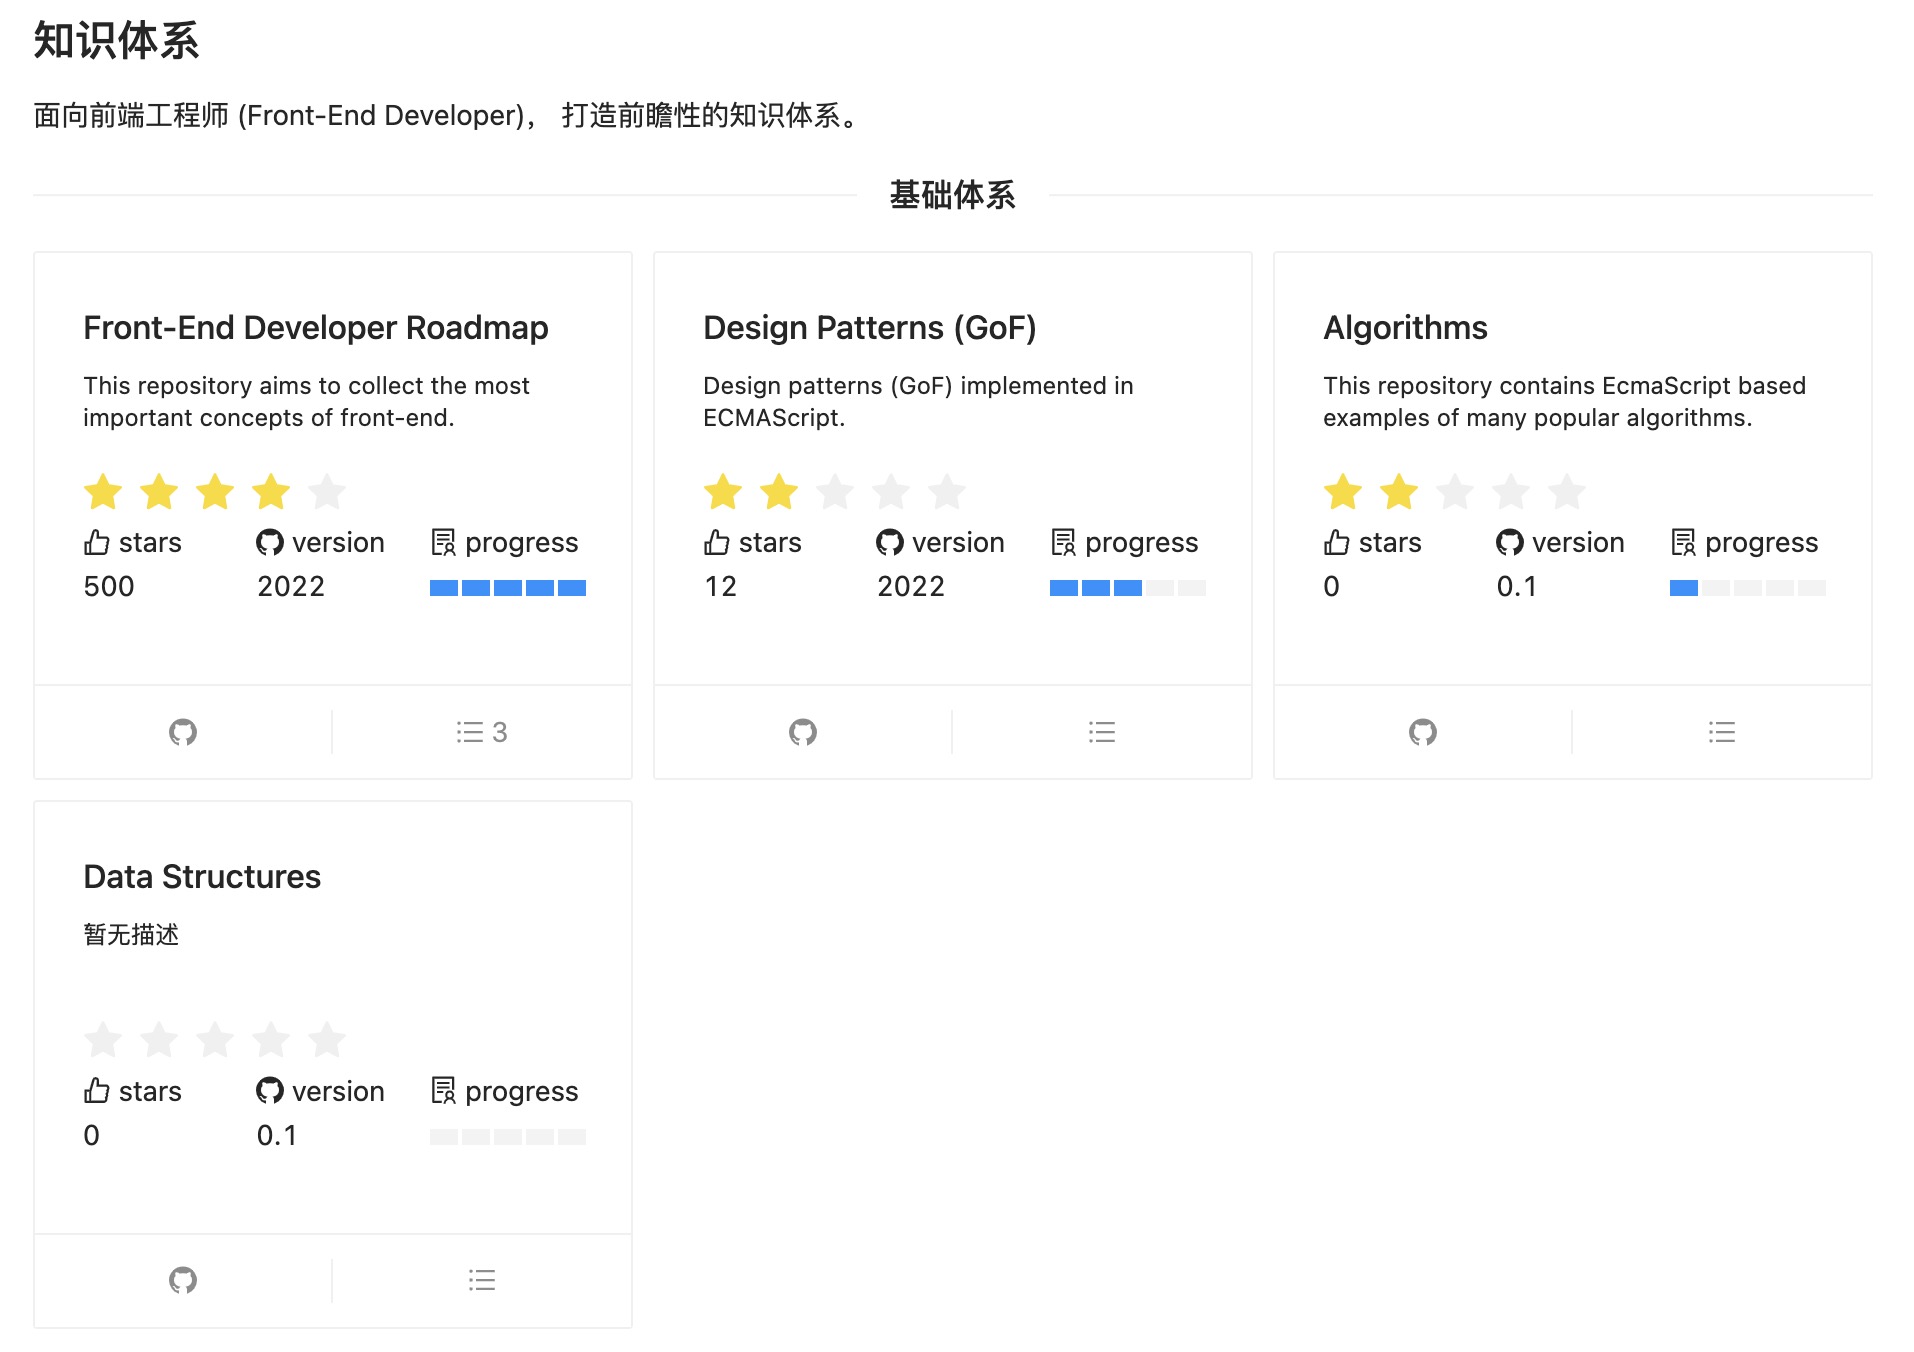 知识体系
面向前端工程师 (Front-End Developer)， 打造前瞻性的知识体系。
基础体系
Front-End Developer Roadmap
This repository aims to collect the most
important concepts of front-end.
stars version progress
500 2022
3
Design Patterns (GoF)
Design patterns (GoF) implemented in
ECMAScript.
stars version progress
12 2022
Algorithms
This repository contains EcmaScript based
examples of many popular algorithms.
stars version progress
0 0.1
Data Structures
暂无描述
stars version progress
0 0.1